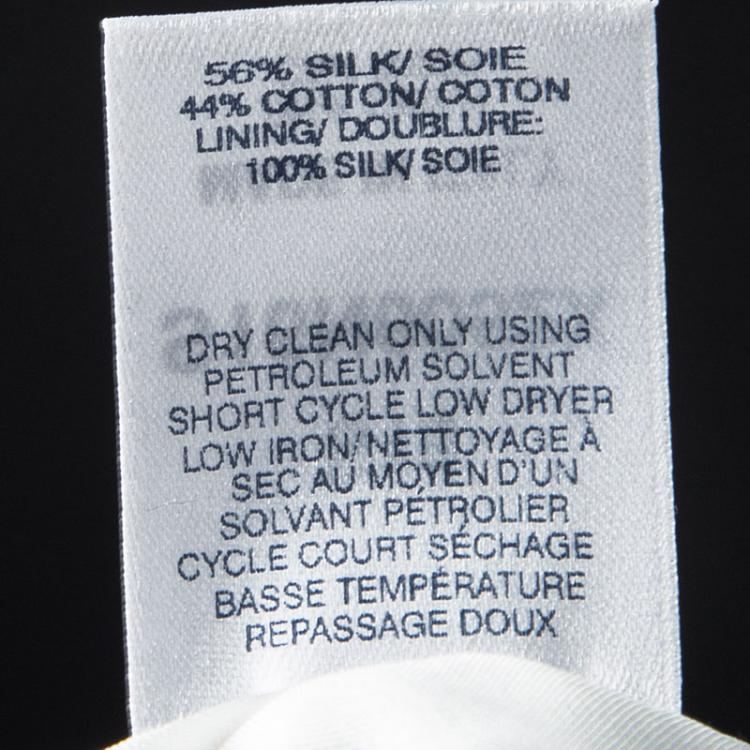 56% SILK/ SOIE
44% COTTON/ COTON
LINING/ DOUBLURE:
100% SILK/ SOIE
DRY CLEAN ONLY USING
PETROLEUM SOLVENT
SHORT CYCLE LOW DRYER
LOW IRON/NETTOYAGE À
SEC AU MOYEN D'UN
SOLVANT PÉTROLIER
CYCLE COURT SÉCHAGE
BASSE TEMPÉRATURE
REPASSAGE DOUX